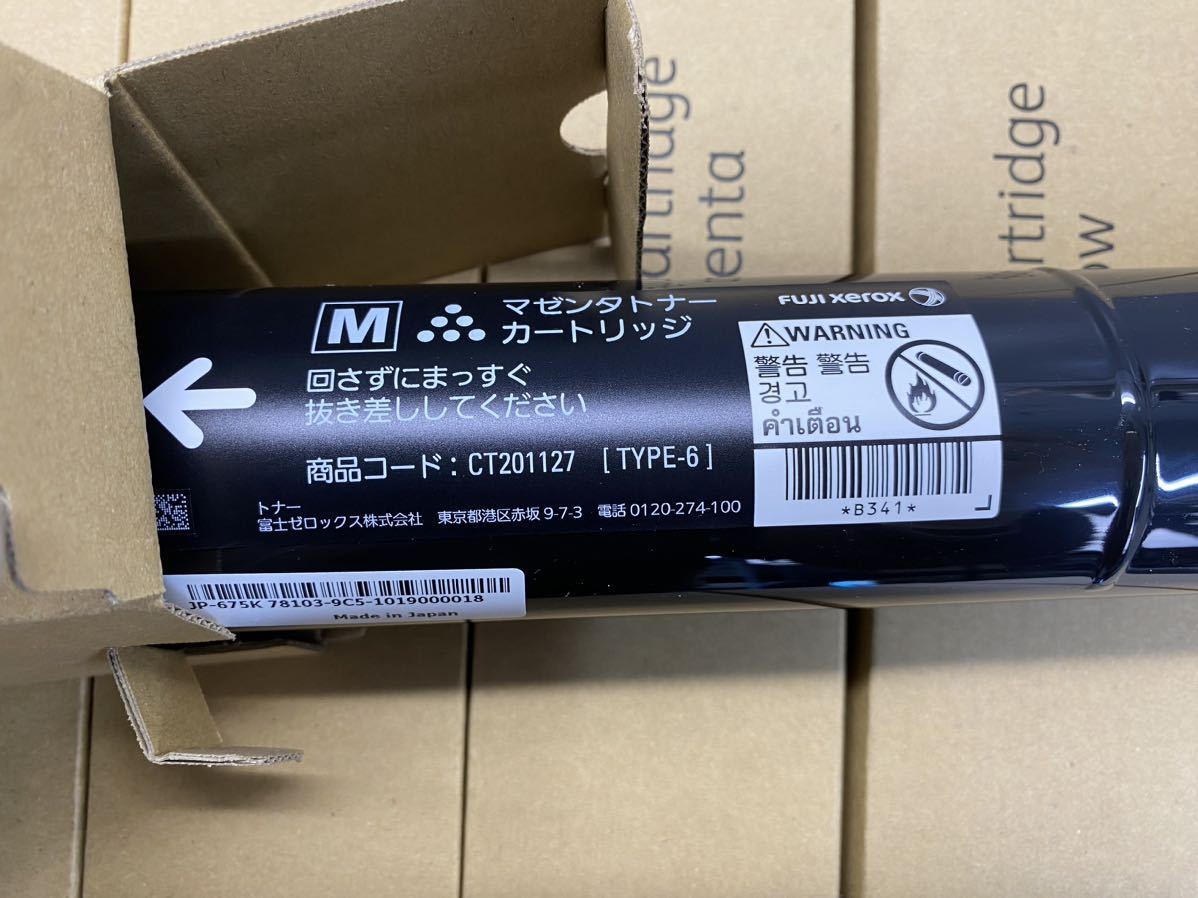 M
マゼンタトナー
カートリッジ
回さずにまっすぐ
抜き差ししてください
商品コード：CT201127 [ TYPE-6 ]
トナー
富士ゼロックス株式会社 東京都港区赤坂 9-7-3 電話 0120-274-100
FUJI xerox
⚠WARNING
警告 警告
경고
คำเตือน
*B341*
JP-675K 78103-9C5-1019000018
Made in Japan
artridge
enta
rtridge
ow